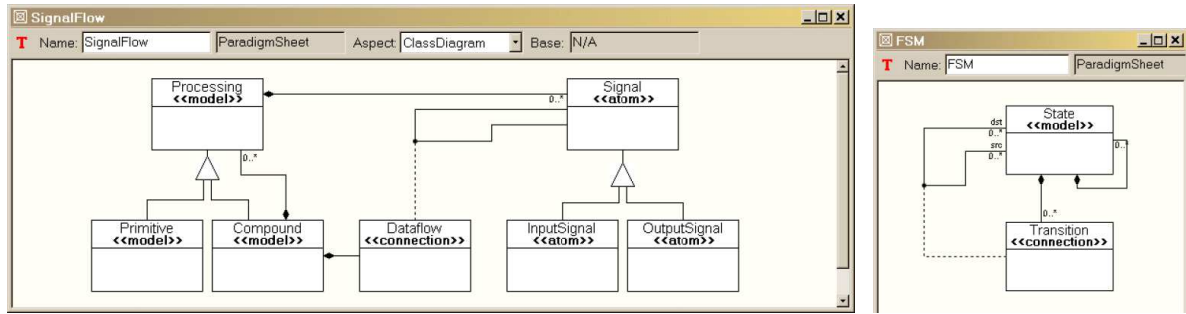 SignalFlow
T Name: SignalFlow ParadigmSheet Aspect: ClassDiagram Base: N/A
Processing
<<model>>
Signal
<<atom>>
0..*
0..*
Primitive
<<model>>
Compound
<<model>>
Dataflow
<<connection>>
InputSignal
<<atom>>
OutputSignal
<<atom>>
FSM
T Name: FSM ParadigmSheet
State
<<model>>
dst
0..*
src
0..*
0..*
0..*
Transition
<<connection>>